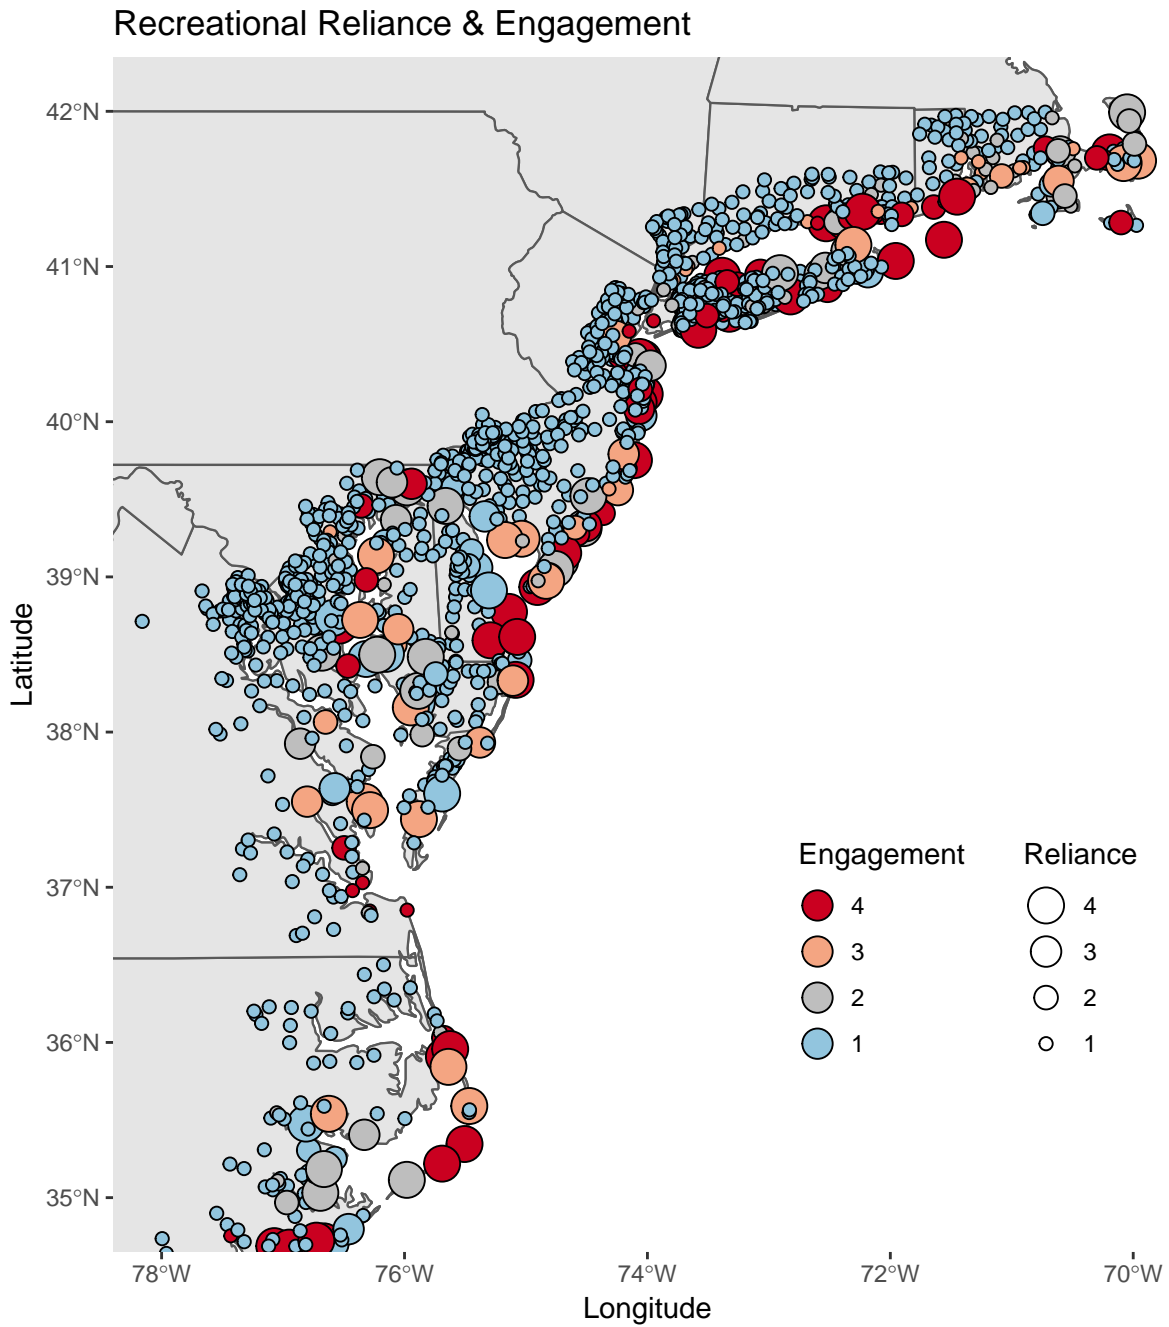 Recreational Reliance & Engagement
42°N
41°N
40°N
39°N
38°N
37°N
36°N
35°N
Latitude
Engagement
4
3
2
1
Reliance
4
3
2
1
78°W
76°W
74°W
72°W
70°W
Longitude